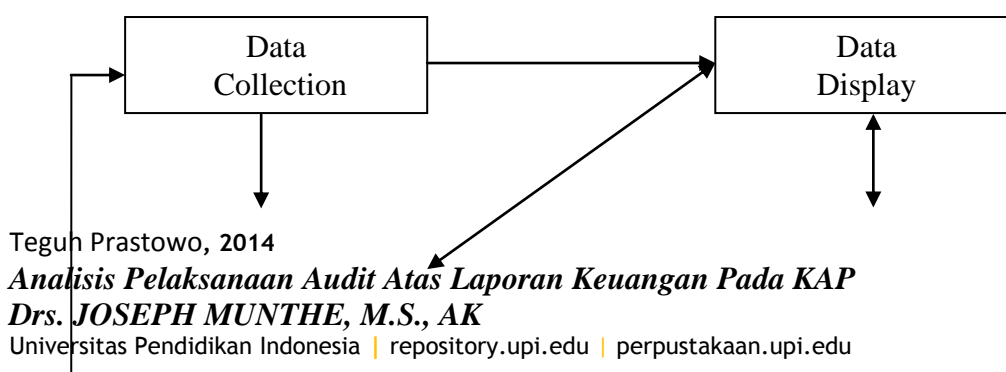 Data
Collection
Data
Display
Teguh Prastowo, 2014
Analisis Pelaksanaan Audit Atas Laporan Keuangan Pada KAP
Drs. JOSEPH MUNTHE, M.S., AK
Universitas Pendidikan Indonesia | repository.upi.edu | perpustakaan.upi.edu